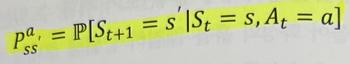 P^a_{ss'} = ℙ[S_{t+1} = s' | S_t = s, A_t = a]